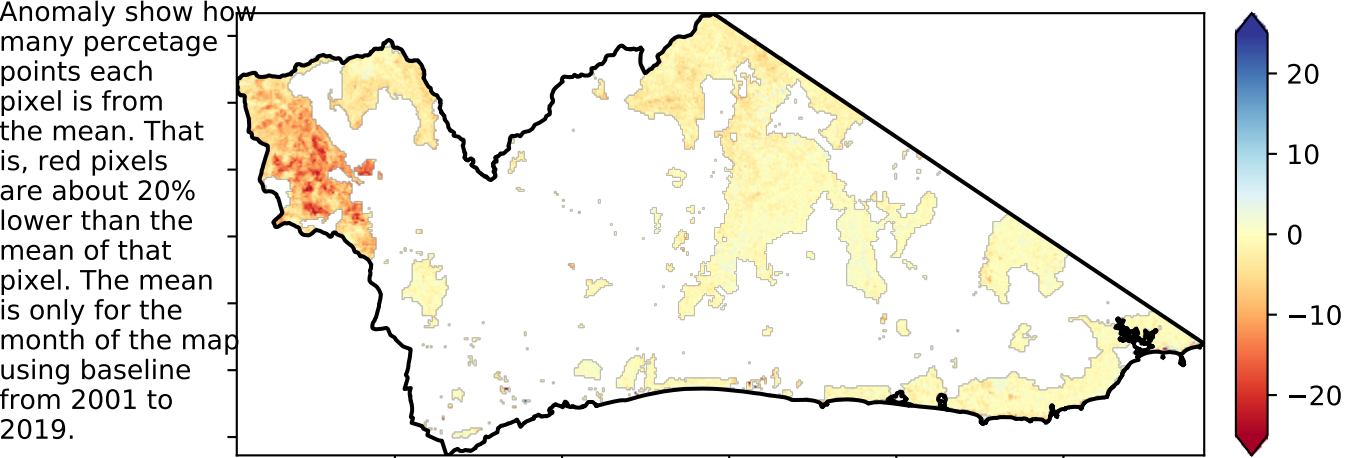 Anomaly show how
many percetage
points each
pixel is from
the mean. That
is, red pixels
are about 20%
lower than the
mean of that
pixel. The mean
is only for the
month of the map
using baseline
from 2001 to
2019.
20
10
0
−10
−20